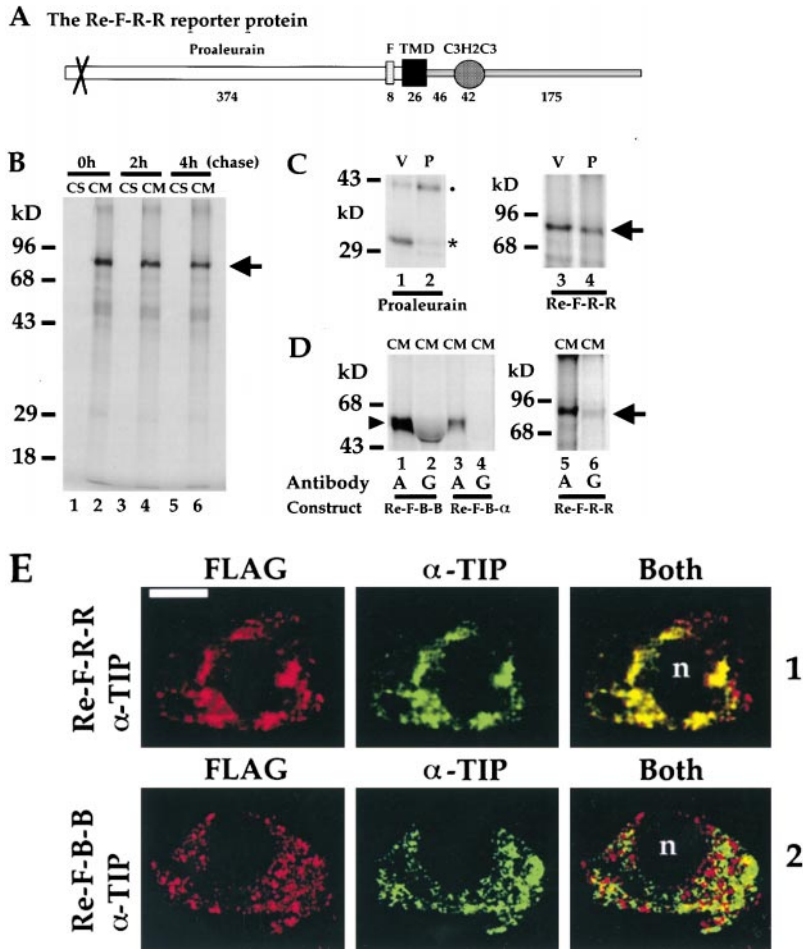 A The Re-F-R-R reporter protein
Proaleurain F TMD C3H2C3
374 8 26 46 42 175
B
0h 2h 4h (chase)
CS CM CS CM CS CM
kD
96
68
43
29
18
1 2 3 4 5 6
C
V P
43
kD
29
*
1 2
Proaleurain
V P
kD
96
68
3 4
Re-F-R-R
D
CM CM CM CM
kD
68
43
1 2 3 4
Antibody A G A G
Construct Re-F-B-B Re-F-B-α
CM CM
kD
96
68
5 6
A G
Re-F-R-R
E
FLAG α-TIP Both
Re-F-R-R
α-TIP
n
1
FLAG α-TIP Both
Re-F-B-B
α-TIP
n
2